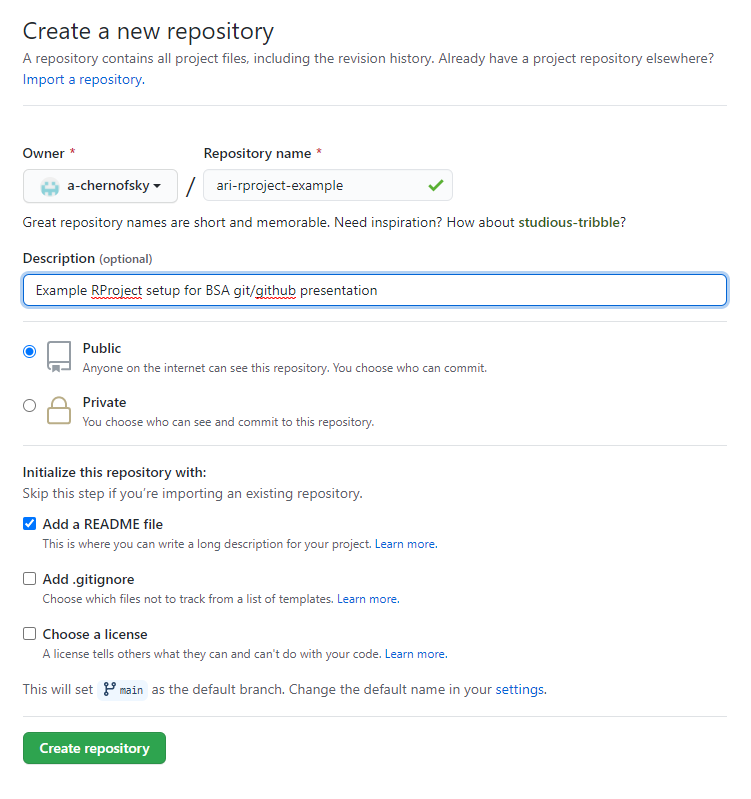 Create a new repository
A repository contains all project files, including the revision history. Already have a project repository elsewhere?
Import a repository.
Owner * Repository name *
a-chernofsky / ari-rproject-example
Great repository names are short and memorable. Need inspiration? How about studious-tribble?
Description (optional)
Example RProject setup for BSA git/github presentation
Public
Anyone on the internet can see this repository. You choose who can commit.
Private
You choose who can see and commit to this repository.
Initialize this repository with:
Skip this step if you're importing an existing repository.
Add a README file
This is where you can write a long description for your project. Learn more.
Add .gitignore
Choose which files not to track from a list of templates. Learn more.
Choose a license
A license tells others what they can and can't do with your code. Learn more.
This will set main as the default branch. Change the default name in your settings.
Create repository